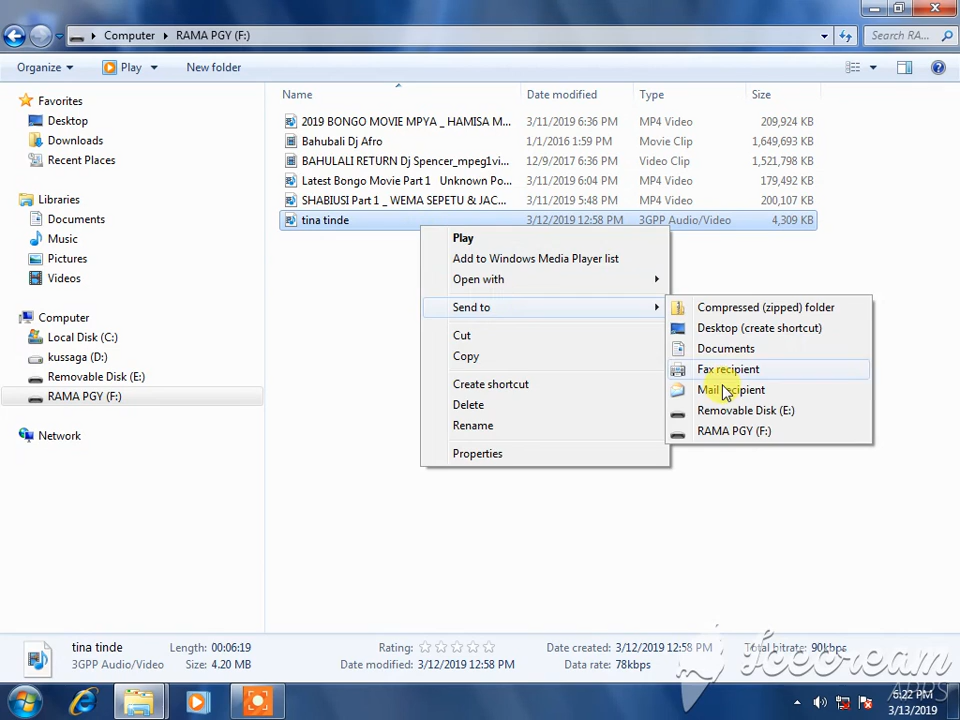 Computer RAMA PGY (F:) Search RA...
Organize Play New folder
Name Date modified Type Size
Favorites
Desktop
Downloads
Recent Places
Libraries
Documents
Music
Pictures
Videos
Computer
Local Disk (C:)
kussaga (D:)
Removable Disk (E:)
RAMA PGY (F:)
Network
2019 BONGO MOVIE MPYA _ HAMISA M... 3/11/2019 6:36 PM MP4 Video 209,924 KB
Bahubali Dj Afro 1/1/2016 1:59 PM Movie Clip 1,649,693 KB
BAHULALI RETURN Dj Spencer_mpeg1vi... 12/9/2017 6:36 PM Video Clip 1,521,798 KB
Latest Bongo Movie Part 1 Unknown Po... 3/11/2019 6:04 PM MP4 Video 179,492 KB
SHABIUSI Part 1 _ WEMA SEPETU & JAC... 3/11/2019 5:48 PM MP4 Video 200,107 KB
tina tinde 3/12/2019 12:58 PM 3GPP Audio/Video 4,309 KB
Play
Add to Windows Media Player list
Open with
Send to
Cut
Copy
Create shortcut
Delete
Rename
Properties
Compressed (zipped) folder
Desktop (create shortcut)
Documents
Fax recipient
Mail recipient
Removable Disk (E:)
RAMA PGY (F:)
tina tinde Length: 00:06:19 Rating: Date created: 3/12/2019 12:58 PM Total bitrate: 90kbps
3GPP Audio/Video Size: 4.20 MB Date modified: 3/12/2019 12:58 PM Data rate: 78kbps
Icecream
APPS
6:22 PM
3/13/2019